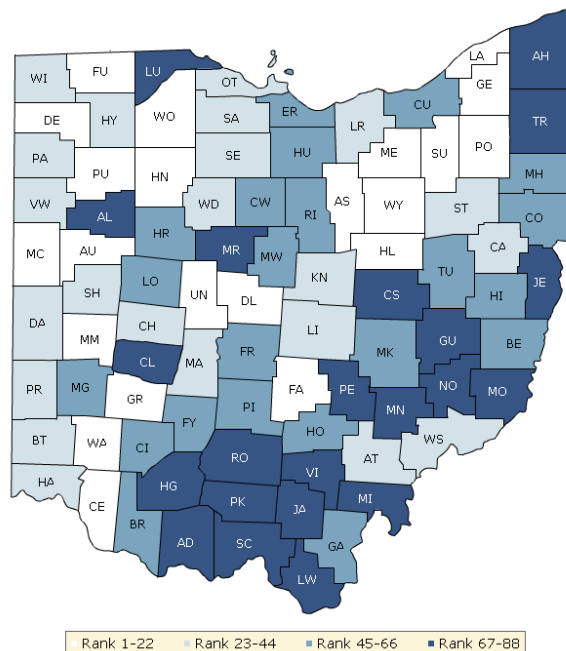 LA
AH
WI
FU
LU
OT
GE
ER
CU
DE
HY
WO
SA
LR
TR
PA
SE
HU
ME
SU
PO
PU
HN
MH
VW
AL
WD
CW
RI
AS
WY
ST
CO
MC
AU
HR
MR
MW
HL
CA
SH
LO
UN
DL
KN
CS
TU
HI
JE
DA
MM
CH
LI
GU
BE
CL
MA
FR
MK
PR
MG
GR
FA
PE
MN
NO
MO
FY
PI
BT
WA
CI
HO
WS
HA
RO
AT
CE
HG
VI
BR
PK
JA
MI
AD
SC
GA
LW
Rank 1-22 Rank 23-44 Rank 45-66 Rank 67-88